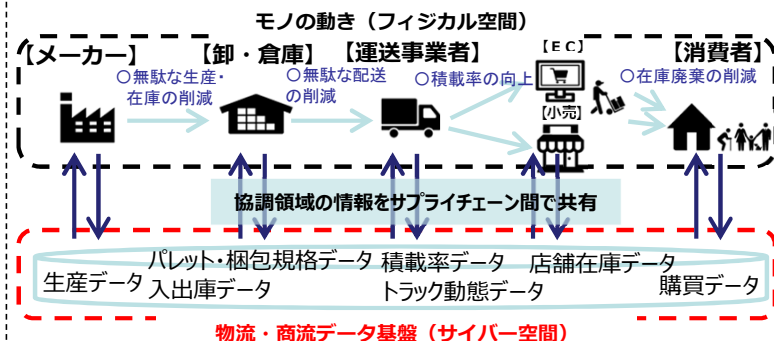 モノの動き（フィジカル空間）
【メーカー】
【卸・倉庫】
【運送事業者】
【ＥＣ】
【消費者】
〇無駄な生産・
在庫の削減
〇無駄な配送
の削減
〇積載率の向上
〇在庫廃棄の削減
【小売】
協調領域の情報をサプライチェーン間で共有
生産データ
パレット・梱包規格データ
入出庫データ
積載率データ
トラック動態データ
店舗在庫データ
購買データ
物流・商流データ基盤（サイバー空間）